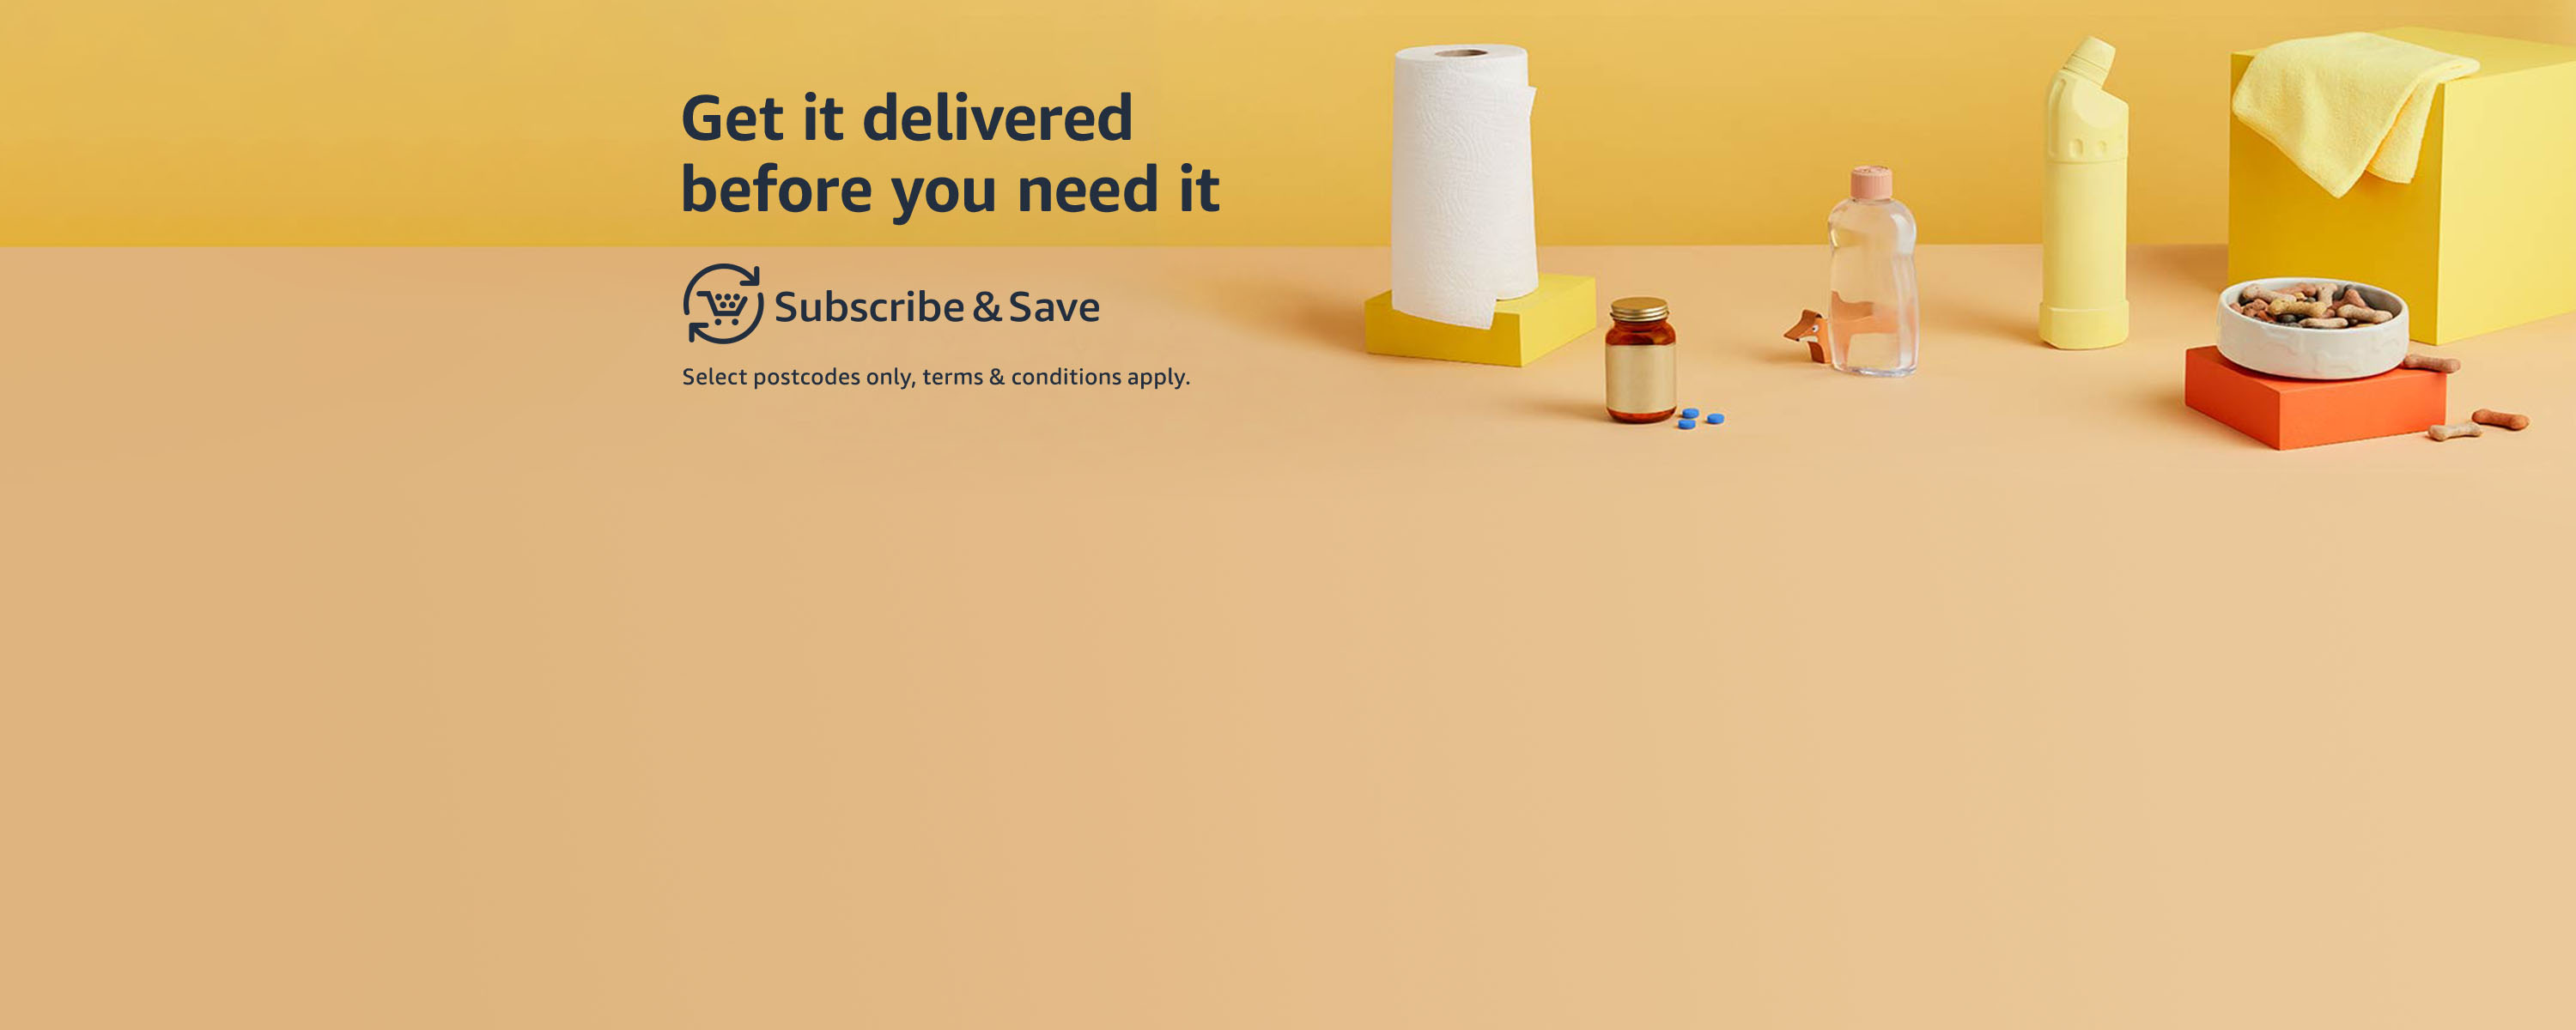 Get it delivered
before you need it
Subscribe & Save
Select postcodes only, terms & conditions apply.